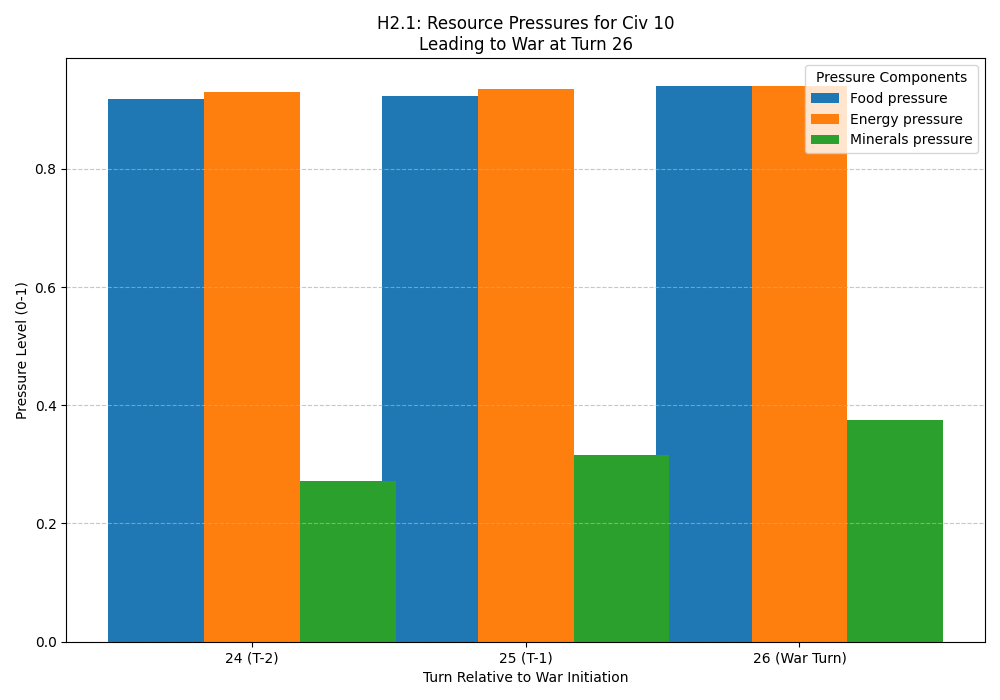 H2.1: Resource Pressures for Civ 10
Leading to War at Turn 26
Pressure Components
Food pressure
Energy pressure
Minerals pressure
Pressure Level (0-1)
0.8
0.6
0.4
0.2
0.0
24 (T-2)
25 (T-1)
26 (War Turn)
Turn Relative to War Initiation